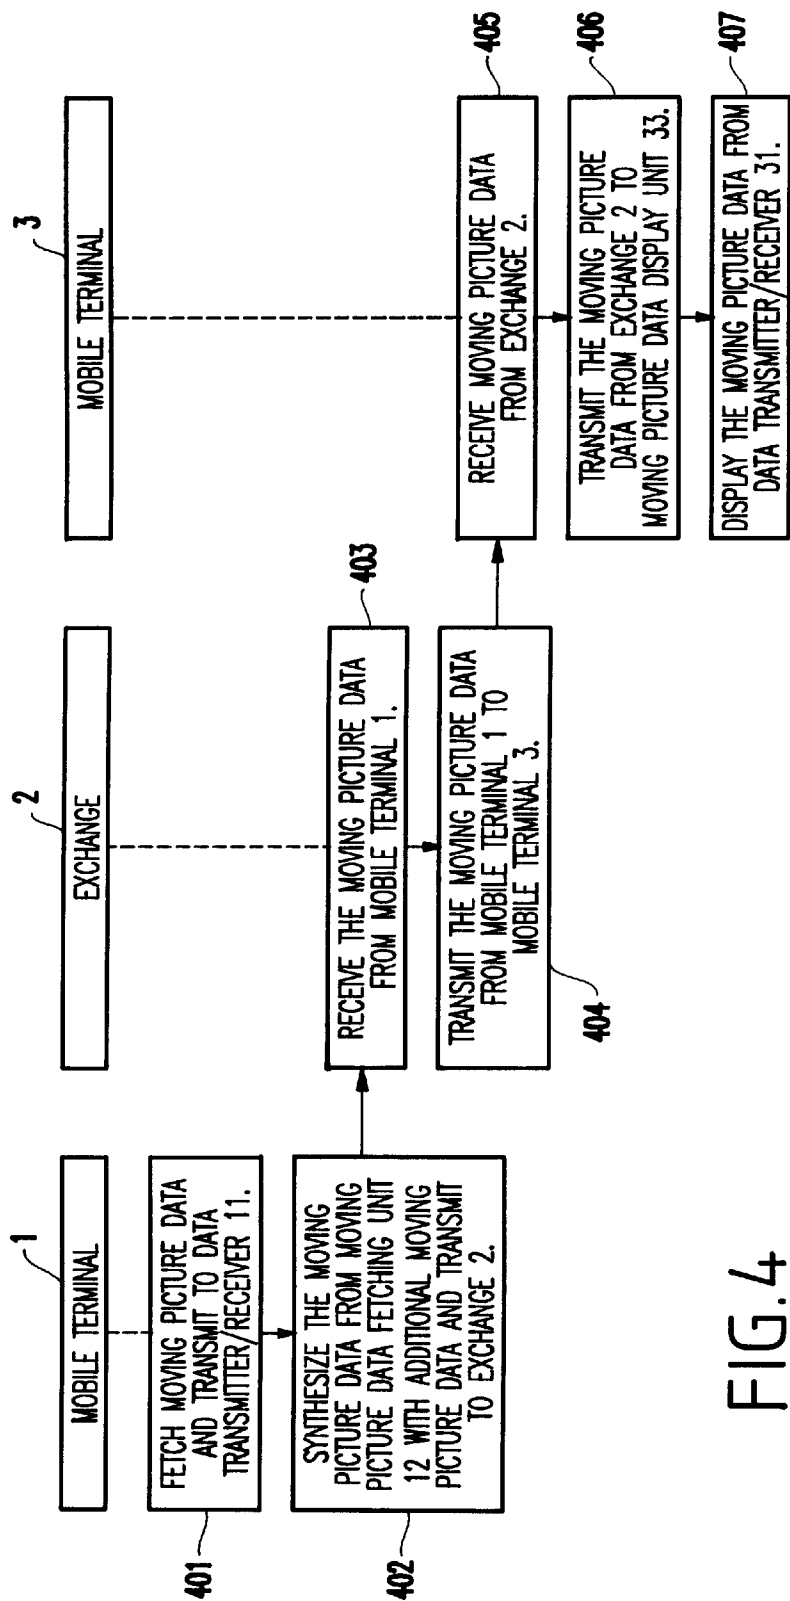 1
MOBILE TERMINAL
FETCH MOVING PICTURE DATA
AND TRANSMIT TO DATA
TRANSMITTER/RECEIVER 11.
401
SYNTHESIZE THE MOVING
PICTURE DATA FROM MOVING
PICTURE DATA FETCHING UNIT
12 WITH ADDITIONAL MOVING
PICTURE DATA AND TRANSMIT
TO EXCHANGE 2.
402
2
EXCHANGE
RECEIVE THE MOVING PICTURE DATA
FROM MOBILE TERMINAL 1.
403
TRANSMIT THE MOVING PICTURE DATA
FROM MOBILE TERMINAL 1 TO
MOBILE TERMINAL 3.
404
3
MOBILE TERMINAL
RECEIVE MOVING PICTURE DATA
FROM EXCHANGE 2.
405
TRANSMIT THE MOVING PICTURE
DATA FROM EXCHANGE 2 TO
MOVING PICTURE DATA DISPLAY UNIT 33.
406
DISPLAY THE MOVING PICTURE DATA FROM
DATA TRANSMITTER/RECEIVER 31.
407
FIG.4